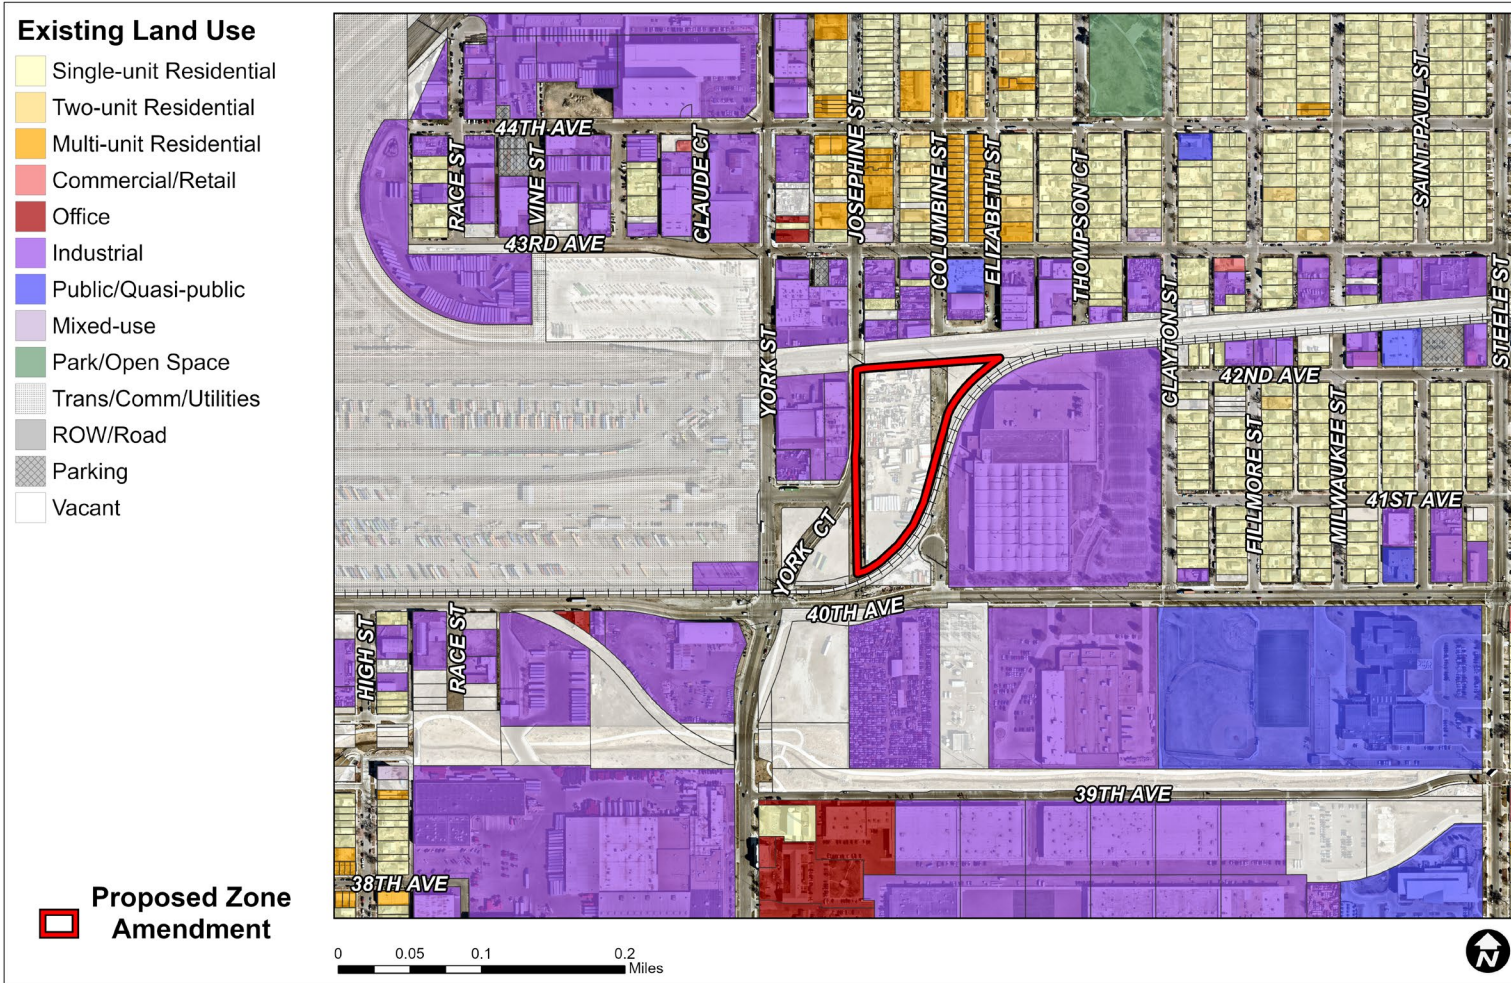 Existing Land Use
Single-unit Residential
Two-unit Residential
Multi-unit Residential
Commercial/Retail
Office
Industrial
Public/Quasi-public
Mixed-use
Park/Open Space
Trans/Comm/Utilities
ROW/Road
Parking
Vacant
Proposed Zone
Amendment
44TH AVE
RACE ST
VINE ST
CLAUDE CT
43RD AVE
JOSEPHINE ST
COLUMBINE ST
ELIZABETH ST
THOMPSON CT
SAINT PAUL ST
CLAYTON ST
STEELE ST
YORK ST
42ND AVE
FILLMORE ST
MILWAUKEE ST
41ST AVE
YORK CT
40TH AVE
HIGH ST
RACE ST
39TH AVE
38TH AVE
0 0.05 0.1 0.2
Miles
N